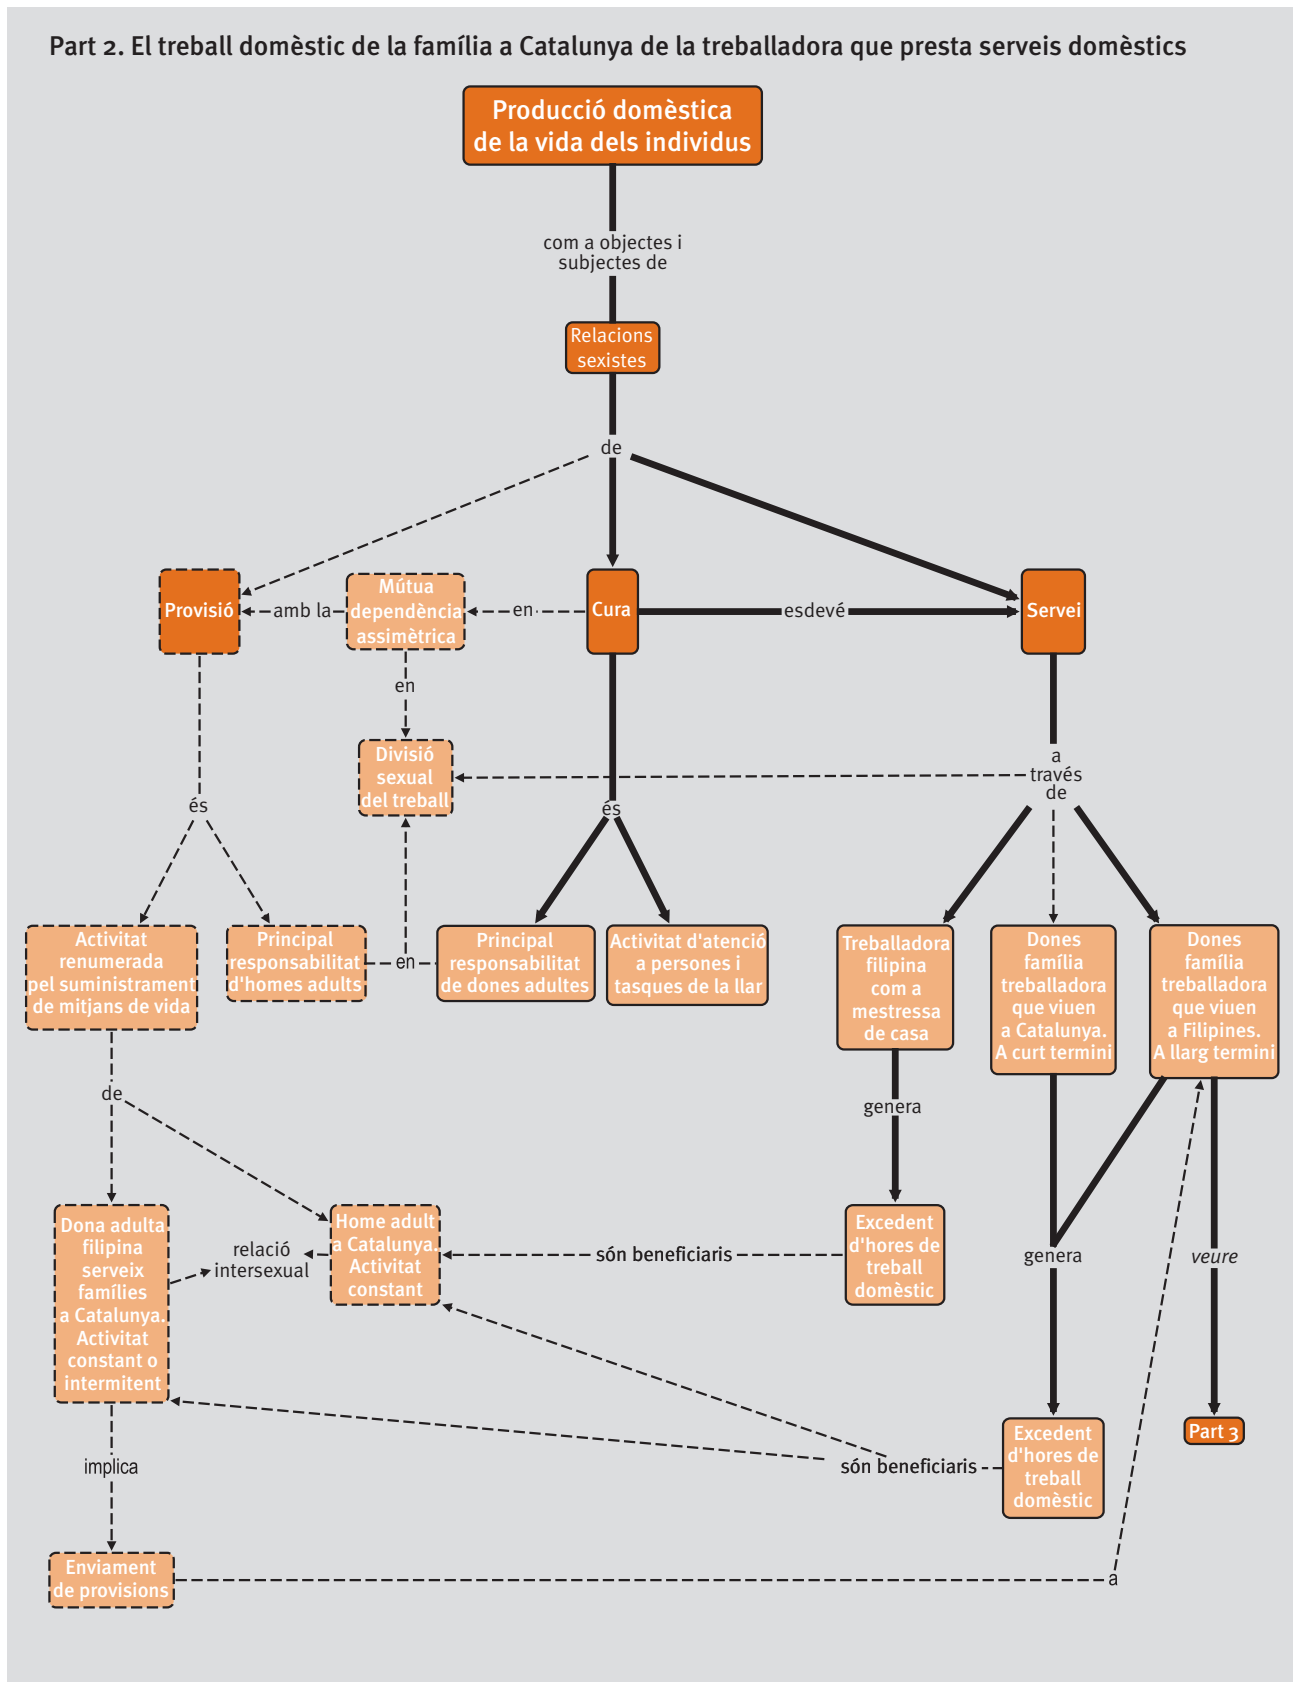 Part 2. El treball domèstic de la família a Catalunya de la treballadora que presta serveis domèstics
Producció domèstica
de la vida dels individus
com a objectes i
subjectes de
Relacions
sexistes
de
Provisió
amb la
Mútua
dependència
assimètrica
en
Cura
esdevé
Servei
en
Divisió
sexual
del treball
a
través
de
és
és
Activitat
renumerada
pel suministrament
de mitjans de vida
Principal
responsabilitat
d'homes adults
en
Principal
responsabilitat
de dones adultes
Activitat d'atenció
a persones i
tasques de la llar
Treballadora
filipina
com a
mestressa
de casa
Dones
família
treballadora
que viuen
a Catalunya.
A curt termini
Dones
família
treballadora
que viuen
a Filipines.
A llarg termini
de
genera
Dona adulta
filipina
serveix
famílies
a Catalunya.
Activitat
constant o
intermitent
relació
intersexual
Home adult
a Catalunya.
Activitat
constant
són beneficiaris
Excedent
d'hores de
treball
domèstic
genera
veure
Part 3
Excedent
d'hores de
treball
domèstic
són beneficiaris
implica
Enviament
de provisions
a